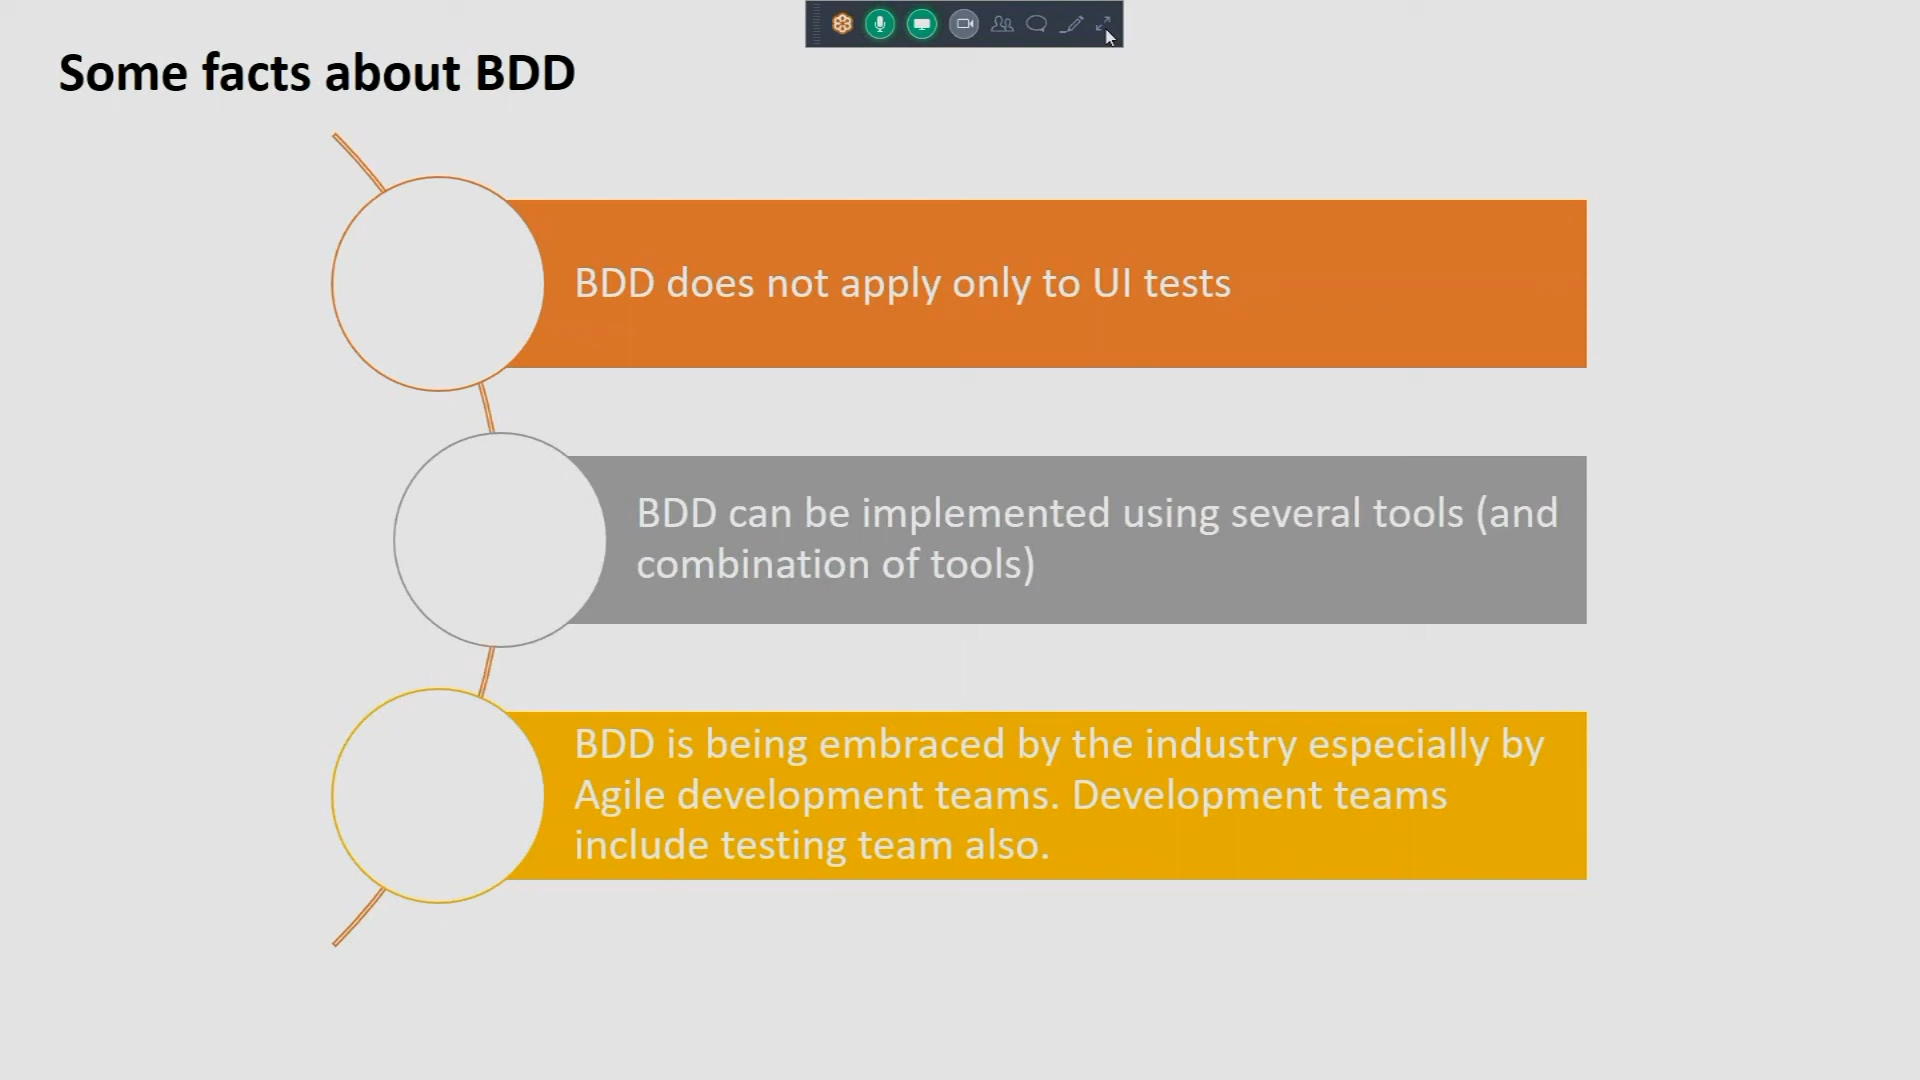 Some facts about BDD
BDD does not apply only to UI tests
BDD can be implemented using several tools (and
combination of tools)
BDD is being embraced by the industry especially by
Agile development teams. Development teams
include testing team also.